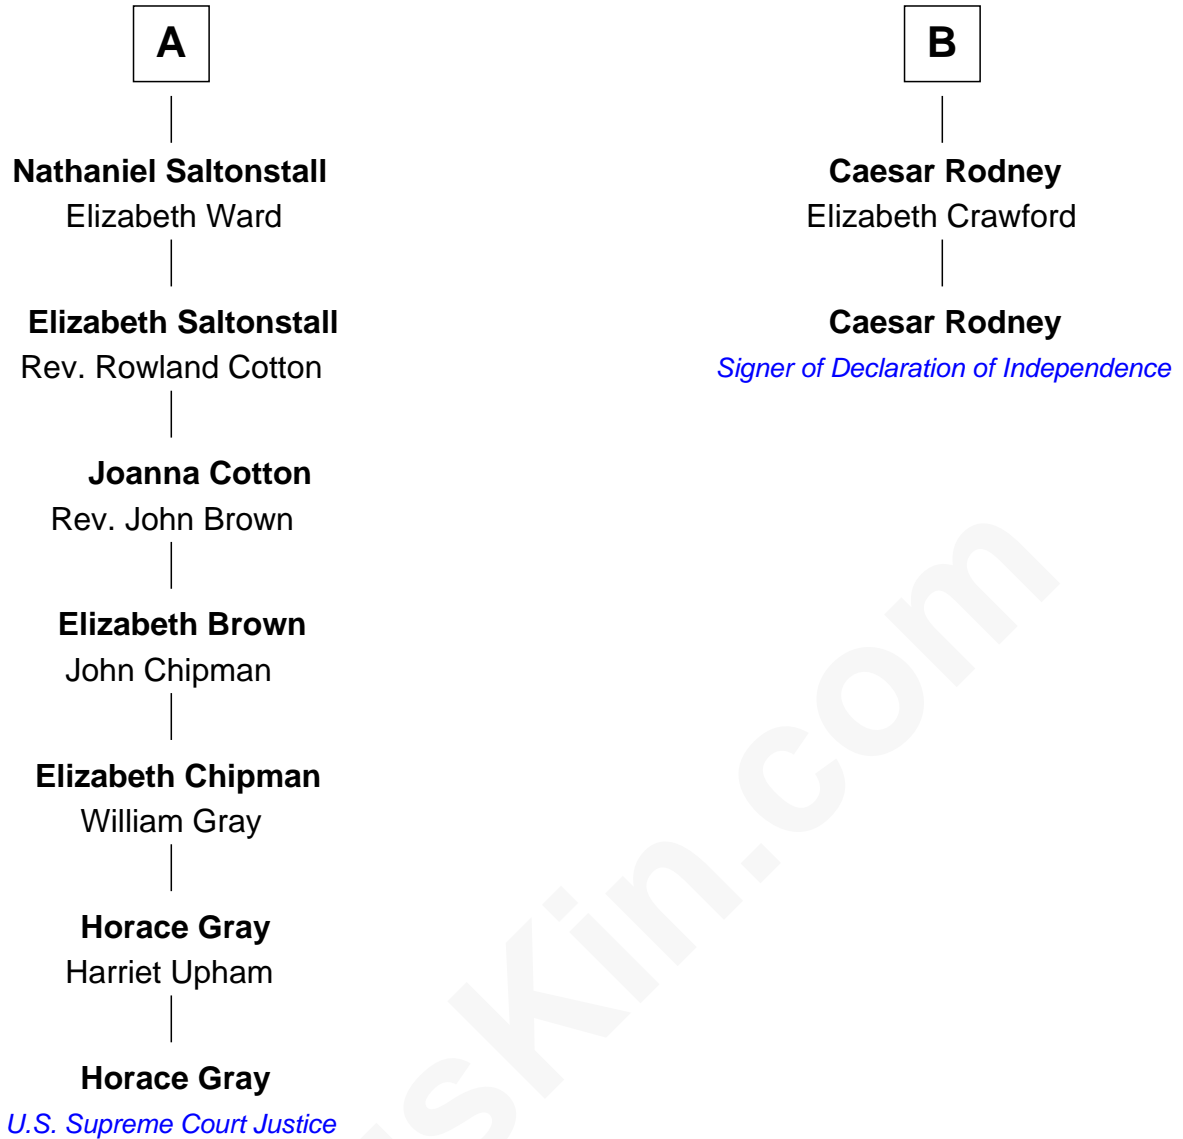 A
Nathaniel Saltonstall
Elizabeth Ward
Elizabeth Saltonstall
Rev. Rowland Cotton
Joanna Cotton
Rev. John Brown
Elizabeth Brown
John Chipman
Elizabeth Chipman
William Gray
Horace Gray
Harriet Upham
Horace Gray
U.S. Supreme Court Justice
B
Caesar Rodney
Elizabeth Crawford
Caesar Rodney
Signer of Declaration of Independence
sKin.com